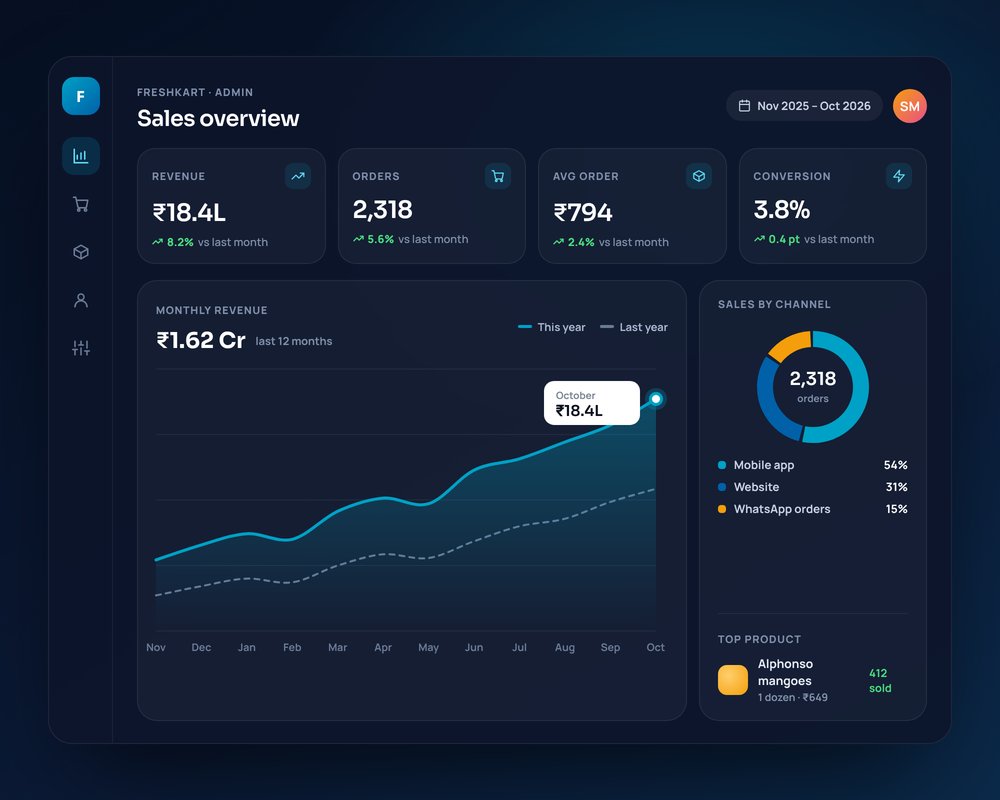 F
FRESHKART · ADMIN
Sales overview
Nov 2025 – Oct 2026
SM
REVENUE
₹18.4L
8.2% vs last month
ORDERS
2,318
5.6% vs last month
AVG ORDER
₹794
2.4% vs last month
CONVERSION
3.8%
0.4 pt vs last month
MONTHLY REVENUE
₹1.62 Cr last 12 months
This year Last year
October
₹18.4L
Nov Dec Jan Feb Mar Apr May Jun Jul Aug Sep Oct
SALES BY CHANNEL
2,318
orders
Mobile app 54%
Website 31%
WhatsApp orders 15%
TOP PRODUCT
Alphonso
mangoes
1 dozen · ₹649
412
sold